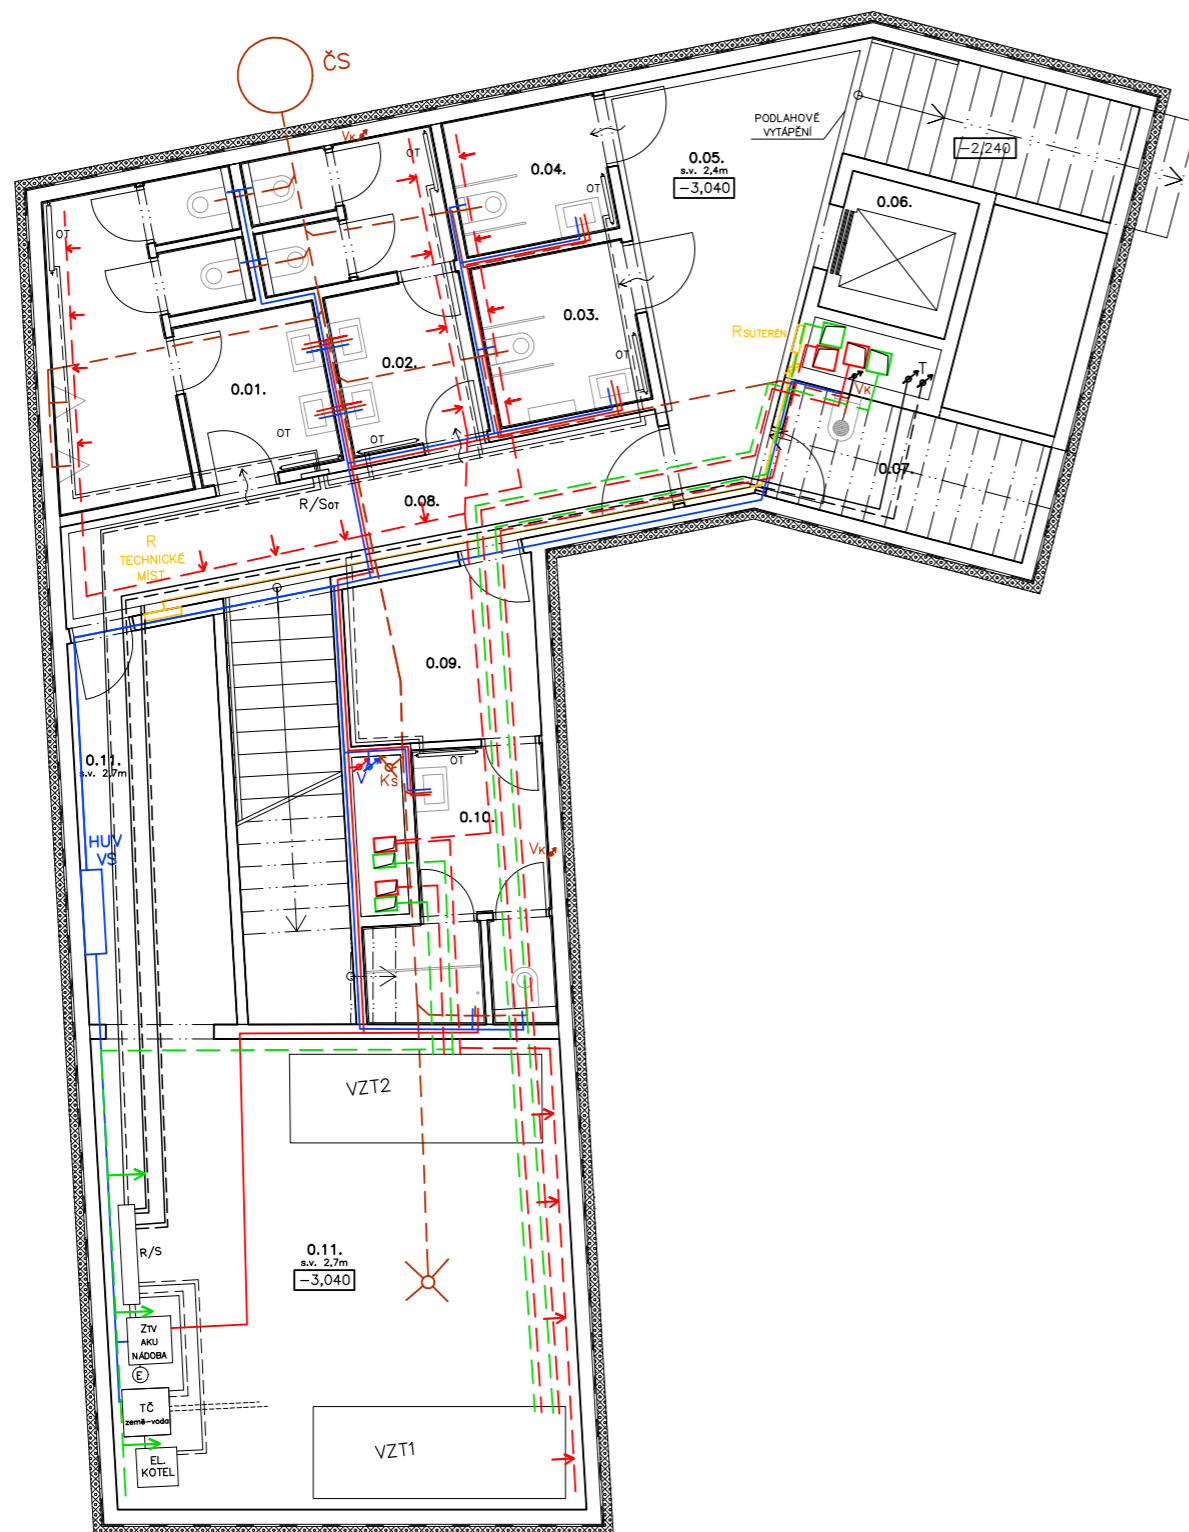 ČS
VK
OT
PODLAHOVÉ
VYTÁPĚNÍ
-2,240
0.04.
0.05.
s.v. 2,4m
-3,040
OT
0.06.
OT
0.03.
RSUTERÉN
0.02.
OT
T
VK
0.01.
OT
OT
0.07.
R/SOT
0.08.
R
TECHNICKÉ
MÍST.
0.09.
0.11.
s.v. 2,7m
OT
V
KS
0.10.
HUV
VS
VK
VZT2
R/S
0.11.
s.v. 2,7m
-3,040
ZTV
AKU
NÁDOBA
E
TČ
země-voda
EL.
KOTEL
VZT1